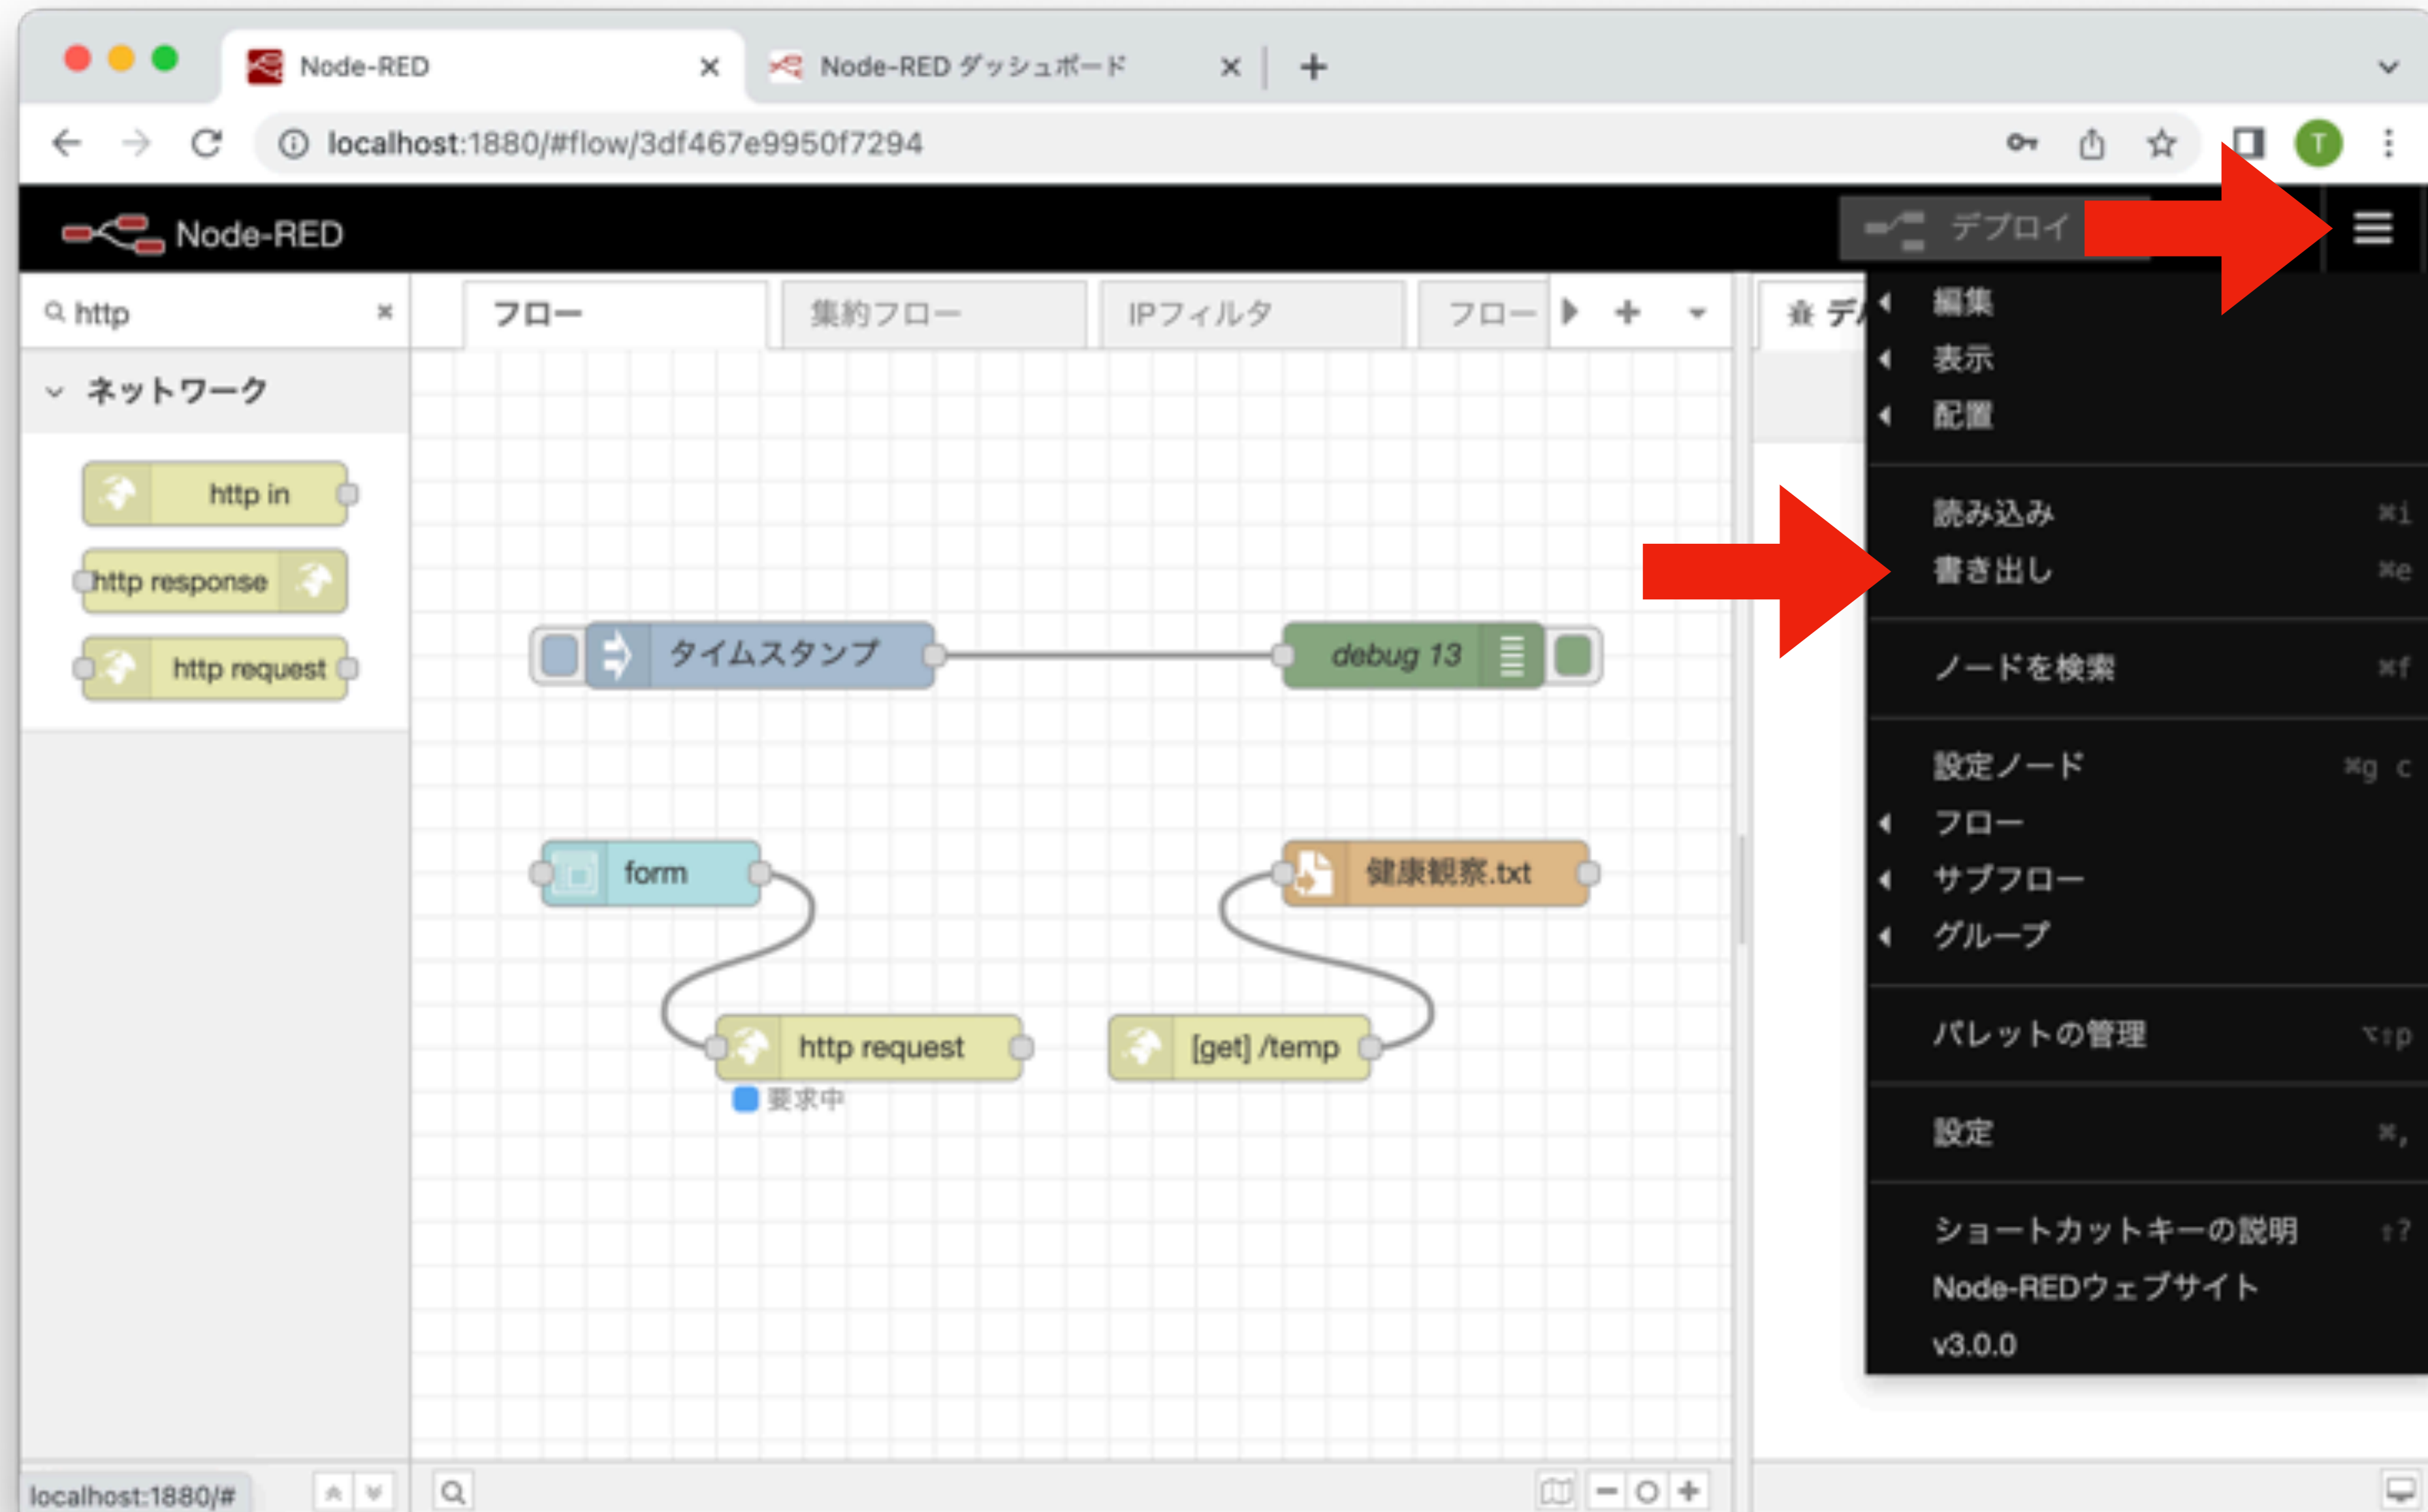 Node-RED
Node-RED ダッシュボード
localhost:1880/#flow/3df467e9950f7294
T
Node-RED
デプロイ
http
フロー
集約フロー
IPフィルタ
フロー
デ
ネットワーク
http in
http response
http request
タイムスタンプ
debug 13
form
健康観察.txt
http request
[get] /temp
要求中
編集
表示
配置
読み込み ⌘i
書き出し ⌘e
ノードを検索 ⌘f
設定ノード ⌘g c
フロー
サブフロー
グループ
パレットの管理 ⌥⇧p
設定 ⌘,
ショートカットキーの説明 ⇧?
Node-REDウェブサイト
v3.0.0
localhost:1880/#